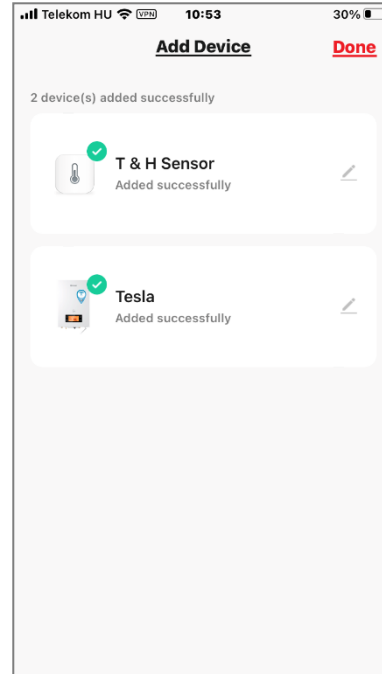 Telekom HU VPN 10:53 30%
Add Device Done
2 device(s) added successfully
T & H Sensor
Added successfully
Tesla
Added successfully